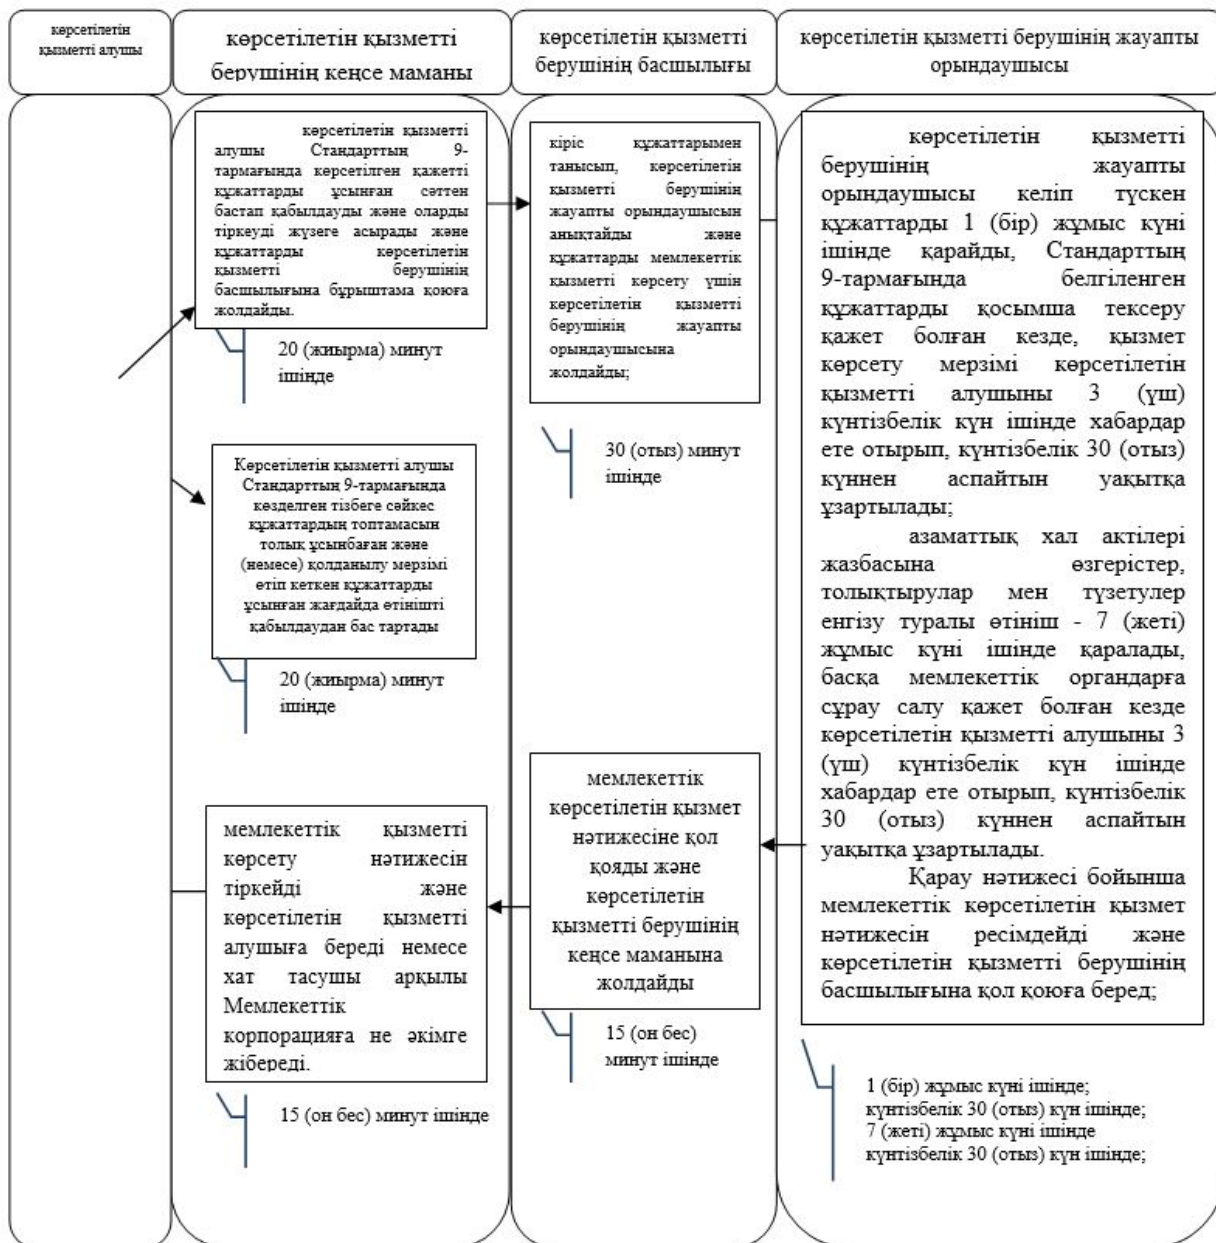 көрсетілетін
қызметті алушы
көрсетілетін қызметті
берушінің кеңсе маманы
көрсетілетін қызметті
берушінің басшылығы
көрсетілетін қызметті берушінің жауапты
орындаушысы
көрсетілетін қызметті
алушы Стандарттың 9-
тармағында көрсетілген қажетті
құжаттарды ұсынған сәттен
бастап қабылдауды және оларды
тіркеуді жүзеге асырады және
құжаттарды көрсетілетін
қызметті берушінің
басшылығына бұрыштама қоюға
жолдайды.
20 (жиырма) минут
ішінде
Көрсетілетін қызметті алушы
Стандарттың 9-тармағында
көзделген тізбеге сәйкес
құжаттардың топтамасын
толық ұсынбаған және
(немесе) қолданылу мерзімі
өтіп кеткен құжаттарды
ұсынған жағдайда өтінішті
қабылдаудан бас тартады
20 (жиырма) минут
ішінде
мемлекеттік қызметті
көрсету нәтижесін
тіркейді және
көрсетілетін қызметті
алушыға береді немесе
хат тасушы арқылы
Мемлекеттік
корпорацияға не әкімге
жібереді.
15 (он бес) минут ішінде
кіріс құжаттарымен
танысып, көрсетілетін
қызметті берушінің
жауапты орындаушысын
анықтайды және
құжаттарды мемлекеттік
қызметті көрсету үшін
көрсетілетін қызметті
берушінің жауапты
орындаушысына
жолдайды;
30 (отыз) минут
ішінде
мемлекеттік
көрсетілетін қызмет
нәтижесіне қол
қояды және
көрсетілетін
қызметті берушінің
кеңсе маманына
жолдайды
15 (он бес)
минут ішінде
көрсетілетін қызметті
берушінің жауапты
орындаушысы келіп түскен
құжаттарды 1 (бір) жұмыс күні
ішінде қарайды, Стандарттың
9-тармағында белгіленген
құжаттарды қосымша тексеру
қажет болған кезде, қызмет
көрсету мерзімі көрсетілетін
қызметті алушыны 3 (үш)
күнтізбелік күн ішінде хабардар
ете отырып, күнтізбелік 30 (отыз)
күннен аспайтын уақытқа
ұзартылады;
азаматтық хал актілері
жазбасына өзгерістер,
толықтырулар мен түзетулер
енгізу туралы өтініш - 7 (жеті)
жұмыс күні ішінде қаралады,
басқа мемлекеттік органдарға
сұрау салу қажет болған кезде
көрсетілетін қызметті алушыны 3
(үш) күнтізбелік күн ішінде
хабардар ете отырып, күнтізбелік
30 (отыз) күннен аспайтын
уақытқа ұзартылады.
Қарау нәтижесі бойынша
мемлекеттік көрсетілетін қызмет
нәтижесін ресімдейді және
көрсетілетін қызметті берушінің
басшылығына қол қоюға беред;
1 (бір) жұмыс күні ішінде;
күнтізбелік 30 (отыз) күн ішінде;
7 (жеті) жұмыс күні ішінде
күнтізбелік 30 (отыз) күн ішінде;